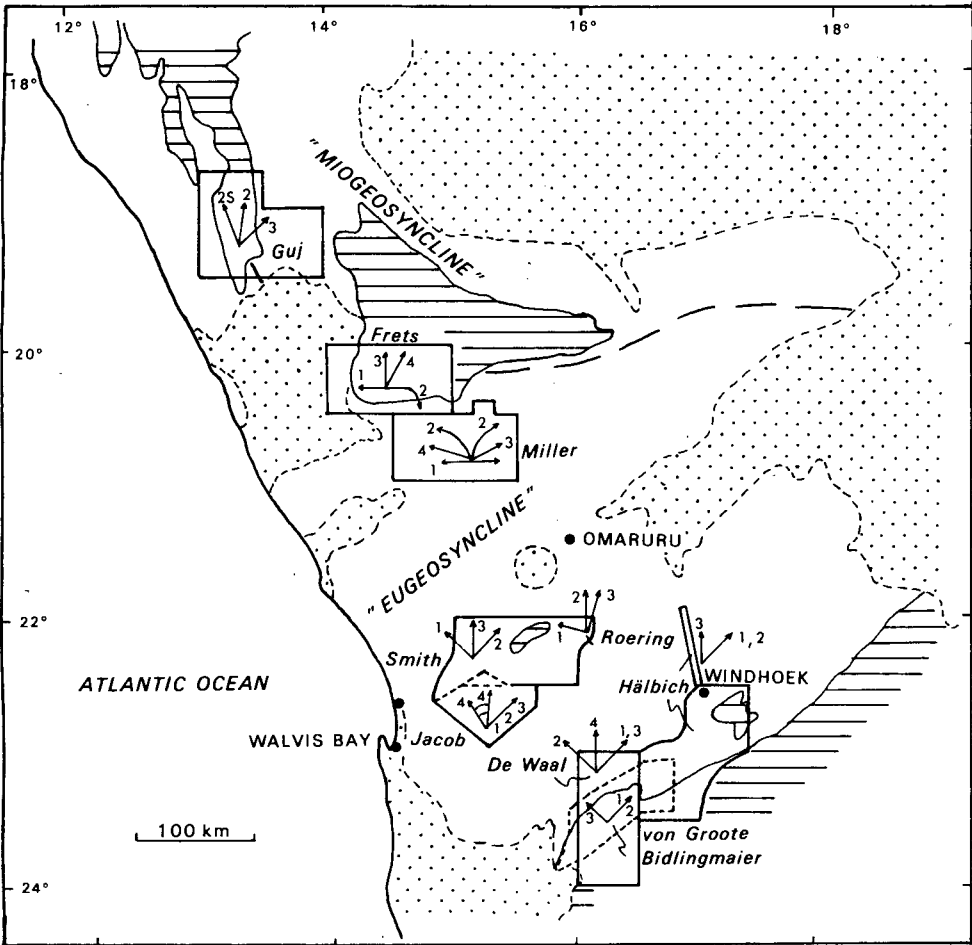 12° 14° 16° 18°
18°
"MIOGEOSYNCLINE"
2S 2 3
Guj
20°
Frets
3 4
1 2
2 2
4 3
1
Miller
"EUGEOSYNCLINE"
OMARURU
22°
2 3
1
Roering
1 3 2
Smith
3 1,2
WINDHOEK
Hälbich
ATLANTIC OCEAN
4 4 3
1 2
WALVIS BAY
Jacob
4
2 1,3
De Waal
1
3 2
100 km
von Groote
Bidlingmaier
24°